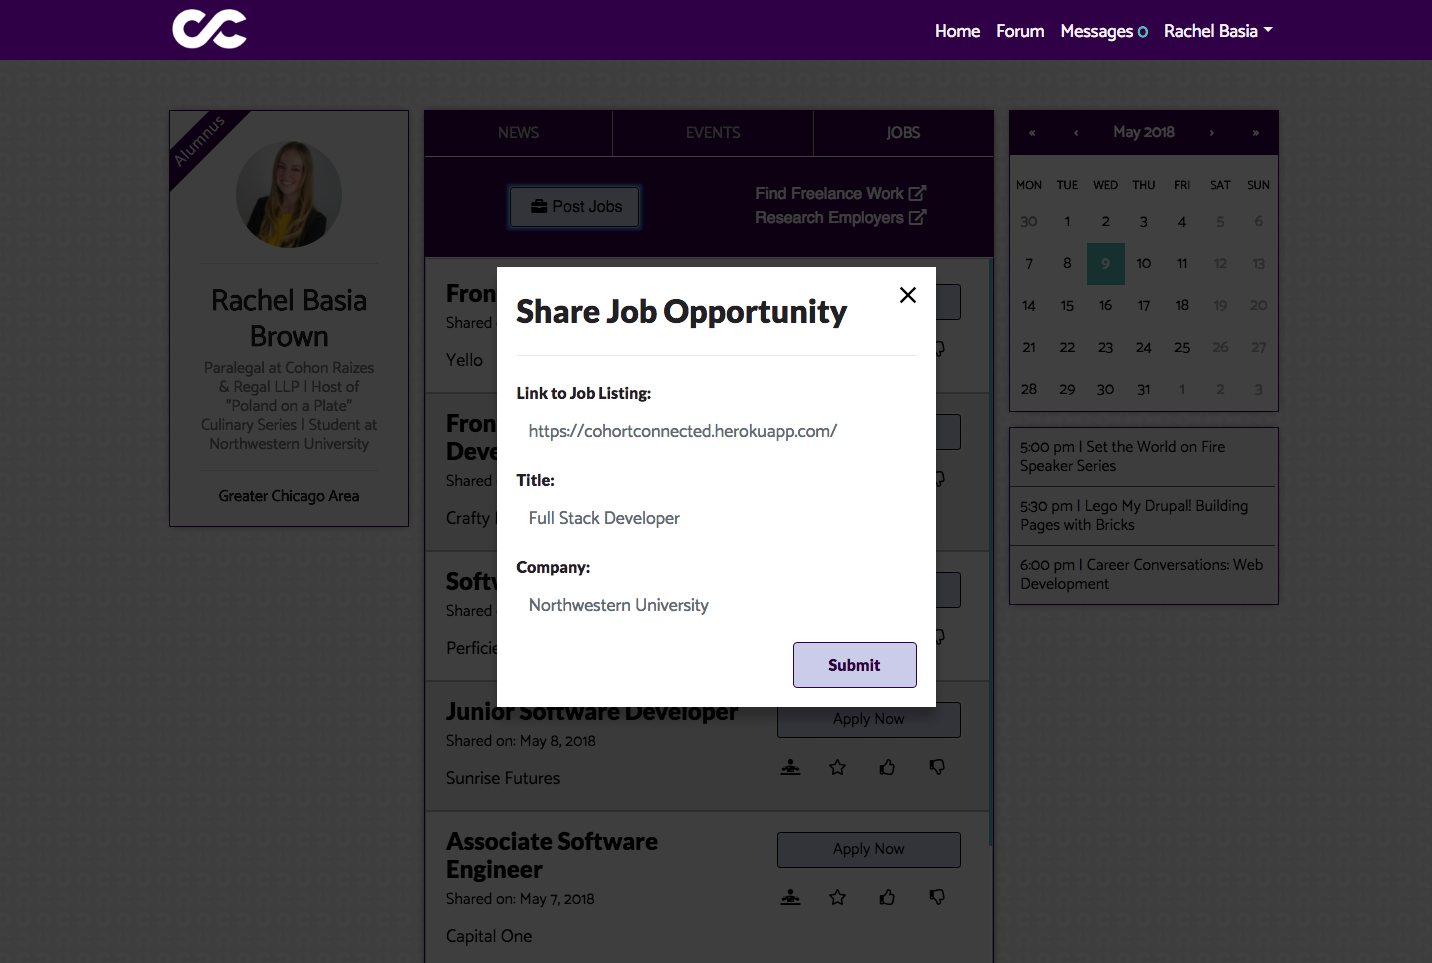 CC
Home Forum Messages 0 Rachel Basia
Alumnus
Rachel Basia
Brown
Paralegal at Cohon Raizes
& Regal LLP | Host of
"Poland on a Plate"
Culinary Series | Student at
Northwestern University
Greater Chicago Area
NEWS EVENTS JOBS
Post Jobs
Find Freelance Work
Research Employers
Share Job Opportunity
Link to Job Listing:
https://cohortconnected.herokuapp.com/
Title:
Full Stack Developer
Company:
Northwestern University
Submit
Shared
Yello
Shared
Crafty
Shared
Junior Software Developer
Apply Now
Shared on: May 8, 2018
Sunrise Futures
Associate Software
Engineer
Apply Now
Shared on: May 7, 2018
Capital One
« ‹ May 2018 › »
MON TUE WED THU FRI SAT SUN
30 1 2 3 4 5 6
7 8 9 10 11 12 13
14 15 16 17 18 19 20
21 22 23 24 25 26 27
28 29 30 31 1 2 3
5:00 pm | Set the World on Fire
Speaker Series
5:30 pm | Lego My Drupal! Building
Pages with Bricks
6:00 pm | Career Conversations: Web
Development